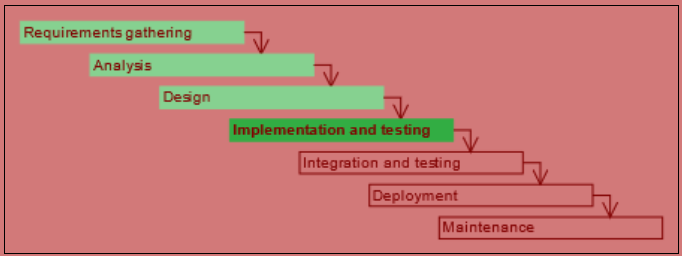 Requirements gathering
Analysis
Design
Implementation and testing
Integration and testing
Deployment
Maintenance